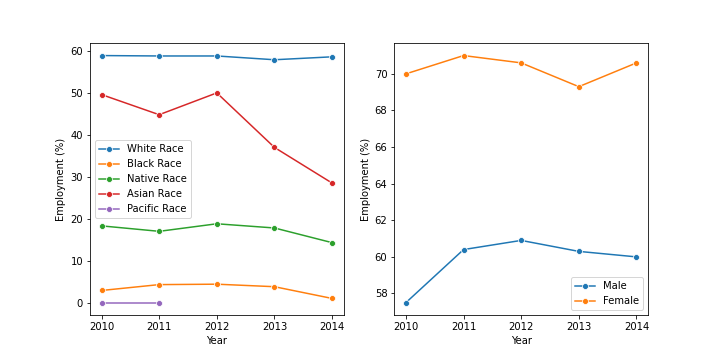 60
50
40
30
20
10
0
Employment (%)
White Race
Black Race
Native Race
Asian Race
Pacific Race
2010 2011 2012 2013 2014
Year
70
68
66
64
62
60
58
Employment (%)
Male
Female
2010 2011 2012 2013 2014
Year